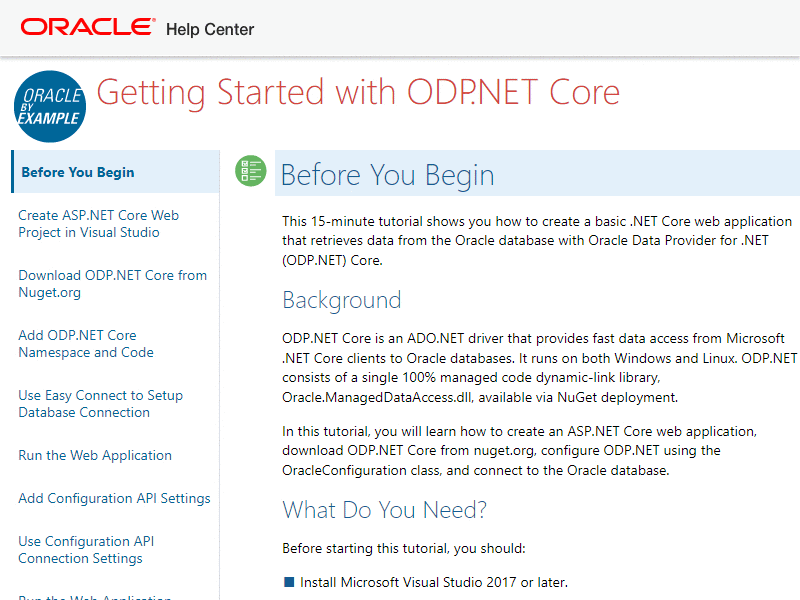 ORACLE® Help Center
ORACLE
BY
EXAMPLE
Getting Started with ODP.NET Core
Before You Begin
Create ASP.NET Core Web
Project in Visual Studio
Download ODP.NET Core from
Nuget.org
Add ODP.NET Core
Namespace and Code
Use Easy Connect to Setup
Database Connection
Run the Web Application
Add Configuration API Settings
Use Configuration API
Connection Settings
Run the Web Application
Before You Begin
This 15-minute tutorial shows you how to create a basic .NET Core web application
that retrieves data from the Oracle database with Oracle Data Provider for .NET
(ODP.NET) Core.
Background
ODP.NET Core is an ADO.NET driver that provides fast data access from Microsoft
.NET Core clients to Oracle databases. It runs on both Windows and Linux. ODP.NET
consists of a single 100% managed code dynamic-link library,
Oracle.ManagedDataAccess.dll, available via NuGet deployment.
In this tutorial, you will learn how to create an ASP.NET Core web application,
download ODP.NET Core from nuget.org, configure ODP.NET using the
OracleConfiguration class, and connect to the Oracle database.
What Do You Need?
Before starting this tutorial, you should:
Install Microsoft Visual Studio 2017 or later.